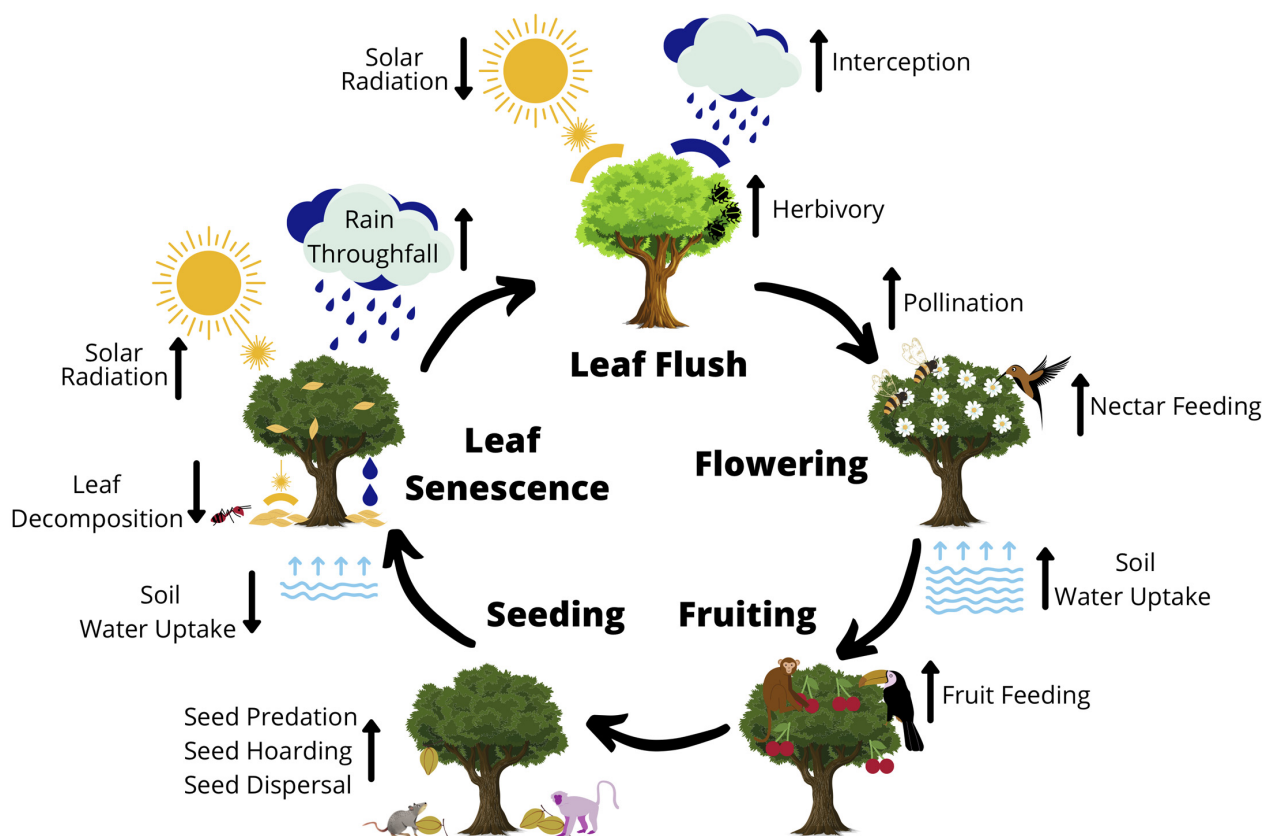 Solar
Radiation
Interception
Herbivory
Leaf Flush
Pollination
Nectar Feeding
Flowering
Soil
Water Uptake
Fruiting
Fruit Feeding
Seeding
Seed Predation
Seed Hoarding
Seed Dispersal
Leaf
Senescence
Rain
Throughfall
Solar
Radiation
Leaf
Decomposition
Soil
Water Uptake